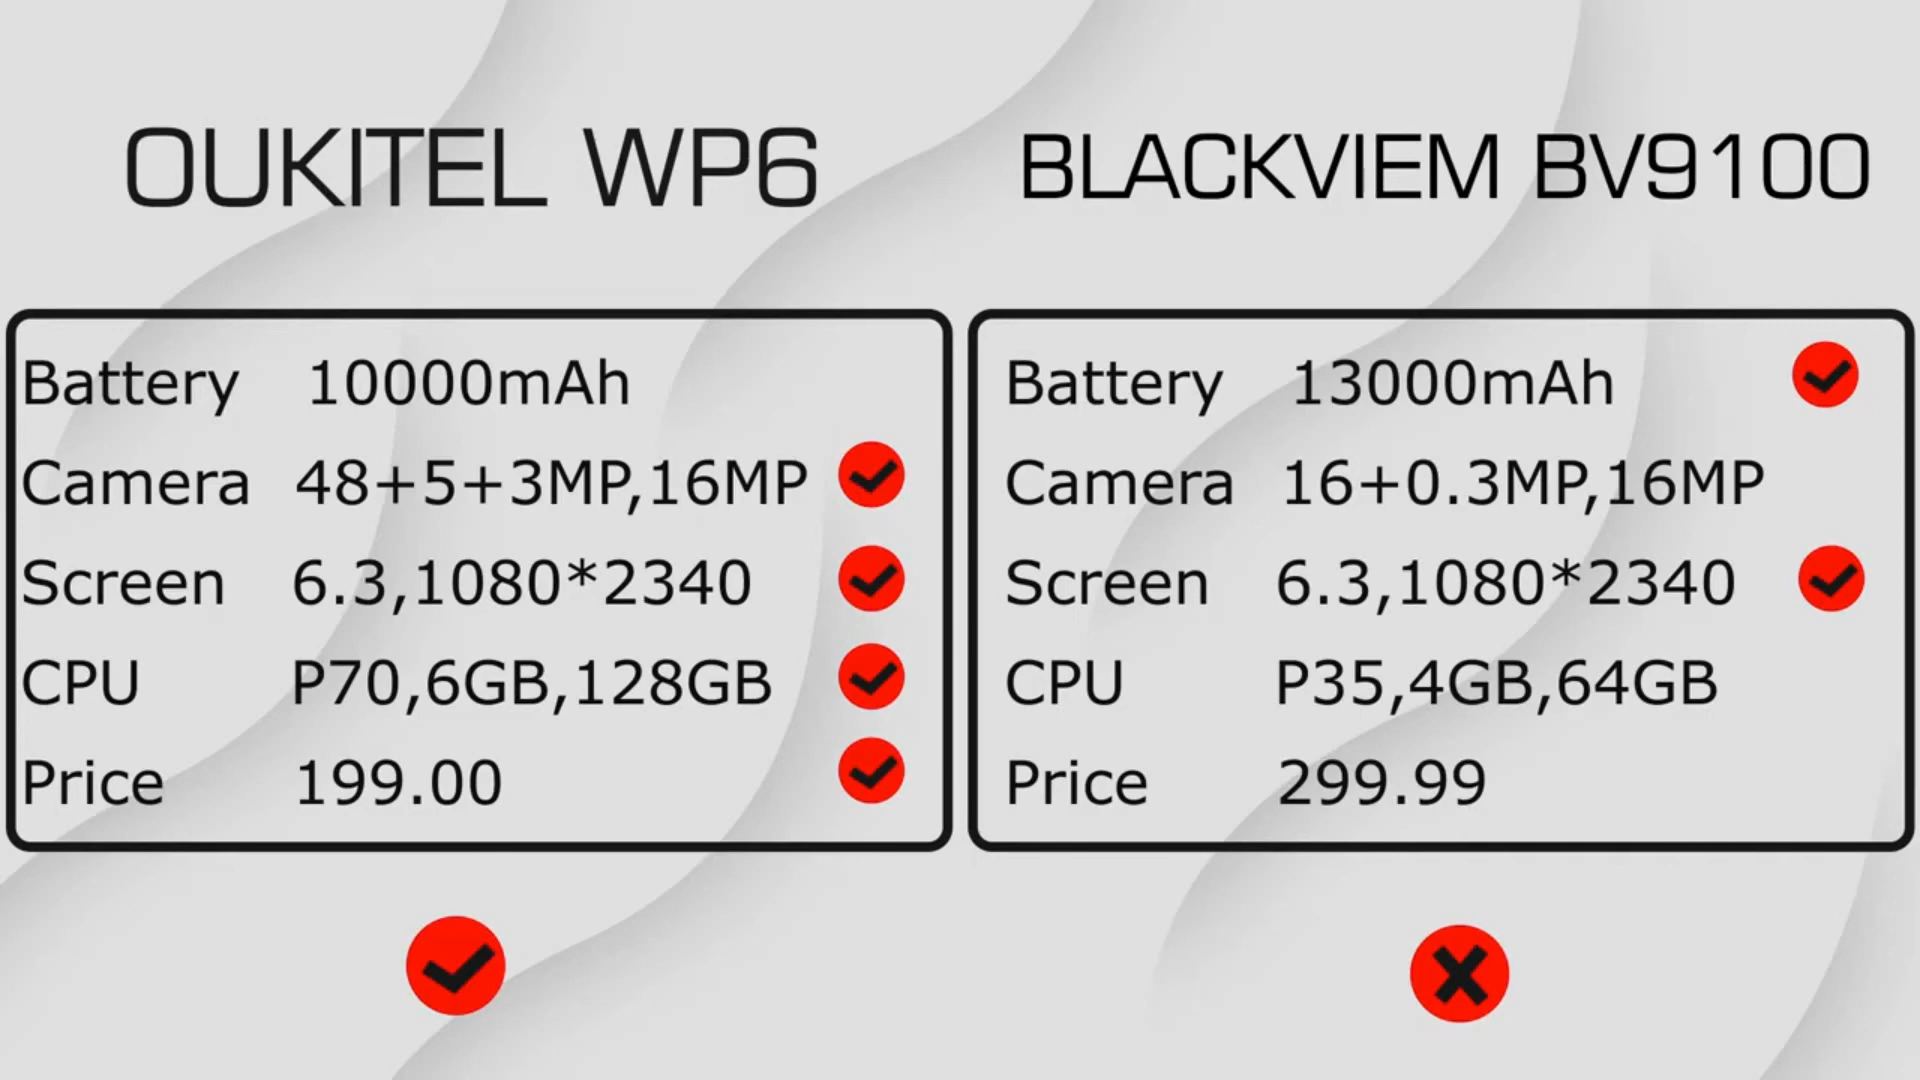 OUKITEL WP6
Battery 10000mAh
Camera 48+5+3MP,16MP
Screen 6.3,1080*2340
CPU P70,6GB,128GB
Price 199.00
BLACKVIEM BV9100
Battery 13000mAh
Camera 16+0.3MP,16MP
Screen 6.3,1080*2340
CPU P35,4GB,64GB
Price 299.99